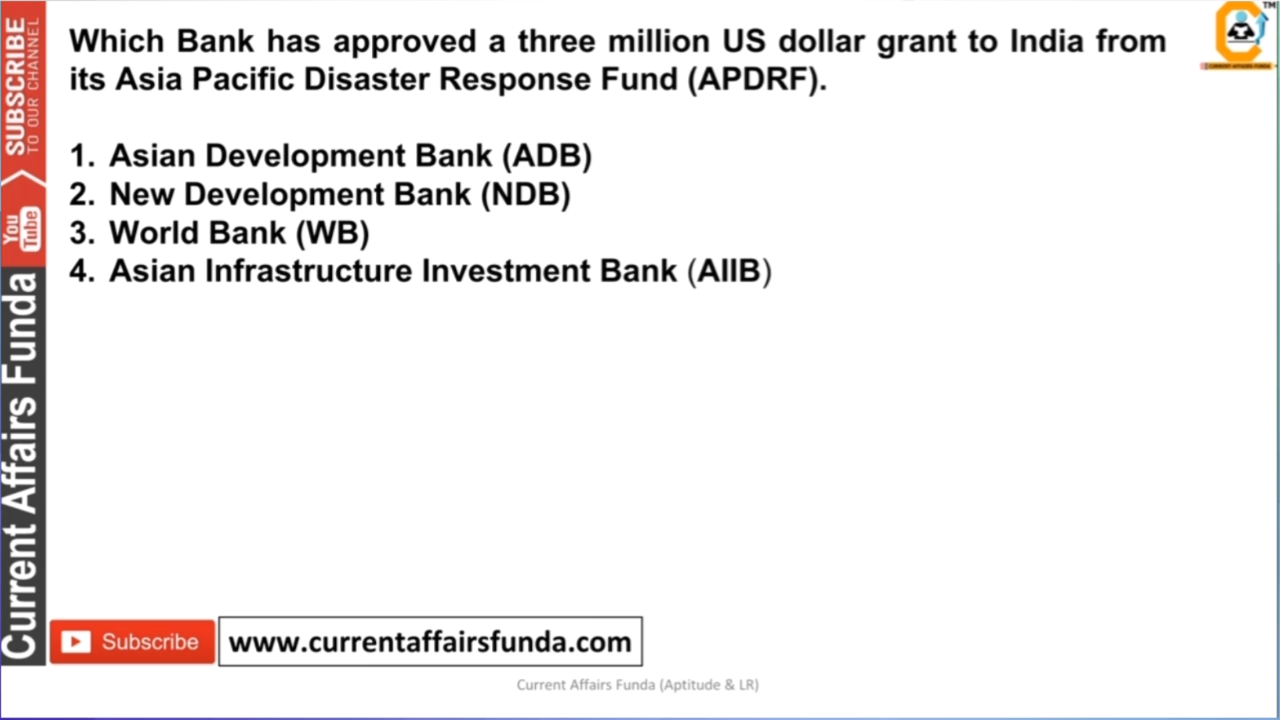 Which Bank has approved a three million US dollar grant to India from
its Asia Pacific Disaster Response Fund (APDRF).
1. Asian Development Bank (ADB)
2. New Development Bank (NDB)
3. World Bank (WB)
4. Asian Infrastructure Investment Bank (AIIB)
SUBSCRIBE
TO OUR CHANNEL
You
Tube
Current Affairs Funda
TM
CURRENT AFFAIRS FUNDA
Subscribe
www.currentaffairsfunda.com
Current Affairs Funda (Aptitude & LR)